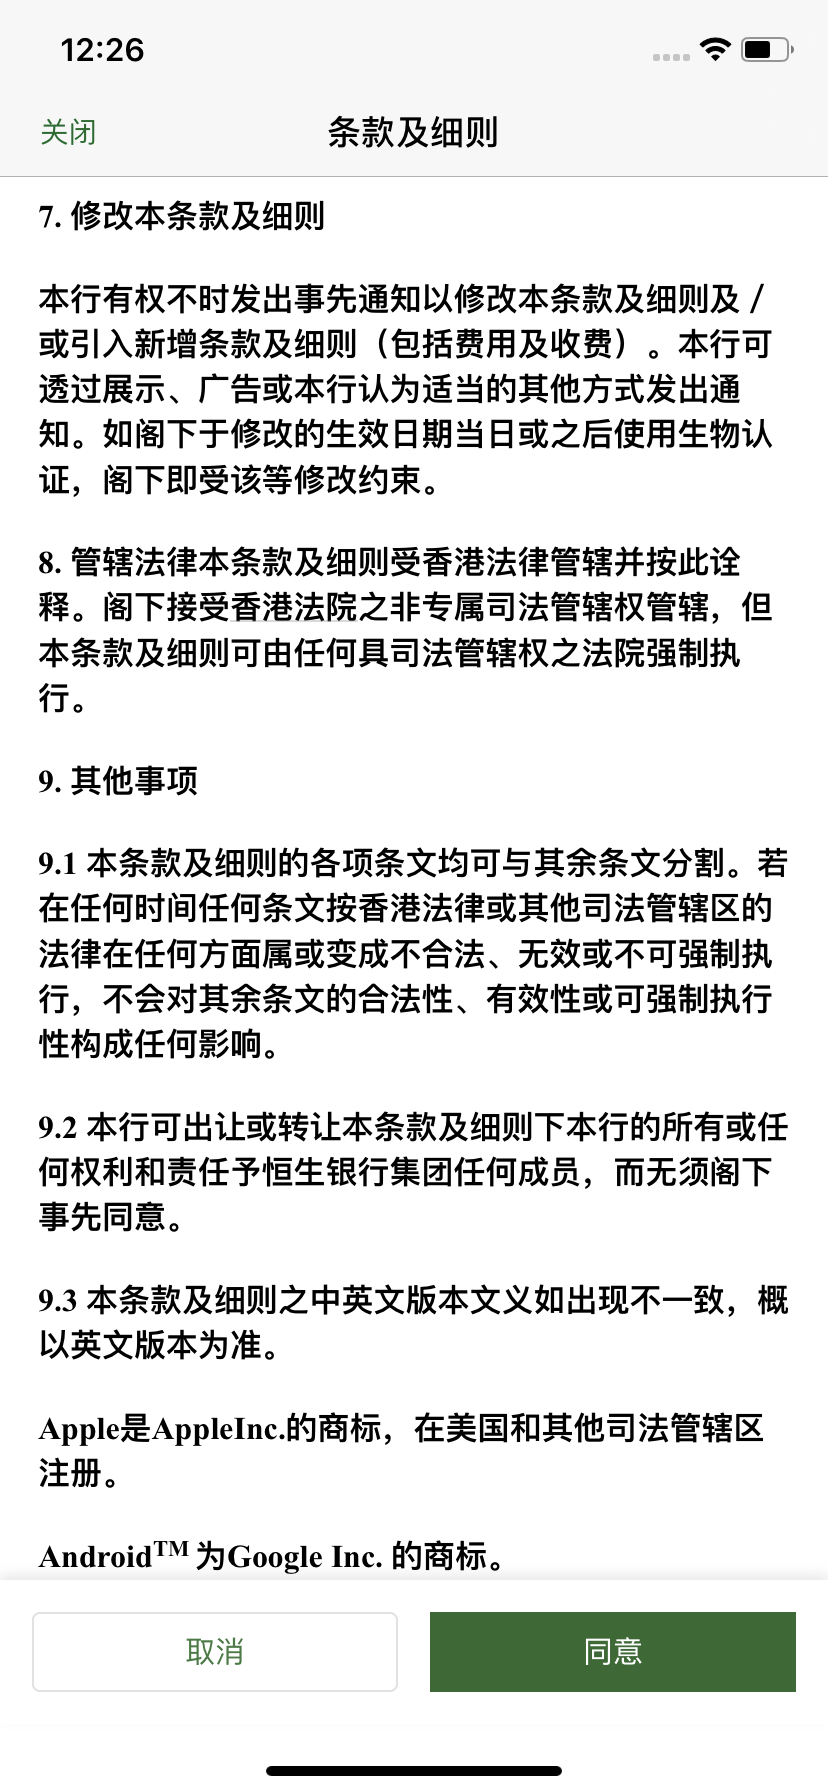 12:26
关闭
条款及细则
7. 修改本条款及细则
本行有权不时发出事先通知以修改本条款及细则及 /
或引入新增条款及细则（包括费用及收费）。本行可
透过展示、广告或本行认为适当的其他方式发出通
知。如阁下于修改的生效日期当日或之后使用生物认
证，阁下即受该等修改约束。
8. 管辖法律本条款及细则受香港法律管辖并按此诠
释。阁下接受香港法院之非专属司法管辖权管辖，但
本条款及细则可由任何具司法管辖权之法院强制执
行。
9. 其他事项
9.1 本条款及细则的各项条文均可与其余条文分割。若
在任何时间任何条文按香港法律或其他司法管辖区的
法律在任何方面属或变成不合法、无效或不可强制执
行，不会对其余条文的合法性、有效性或可强制执行
性构成任何影响。
9.2 本行可出让或转让本条款及细则下本行的所有或任
何权利和责任予恒生银行集团任何成员，而无须阁下
事先同意。
9.3 本条款及细则之中英文版本文义如出现不一致，概
以英文版本为准。
Apple是AppleInc.的商标，在美国和其他司法管辖区
注册。
Android™ 为Google Inc. 的商标。
取消
同意